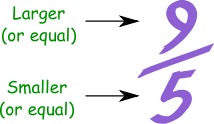 Larger
(or equal)
9
Smaller
(or equal)
5